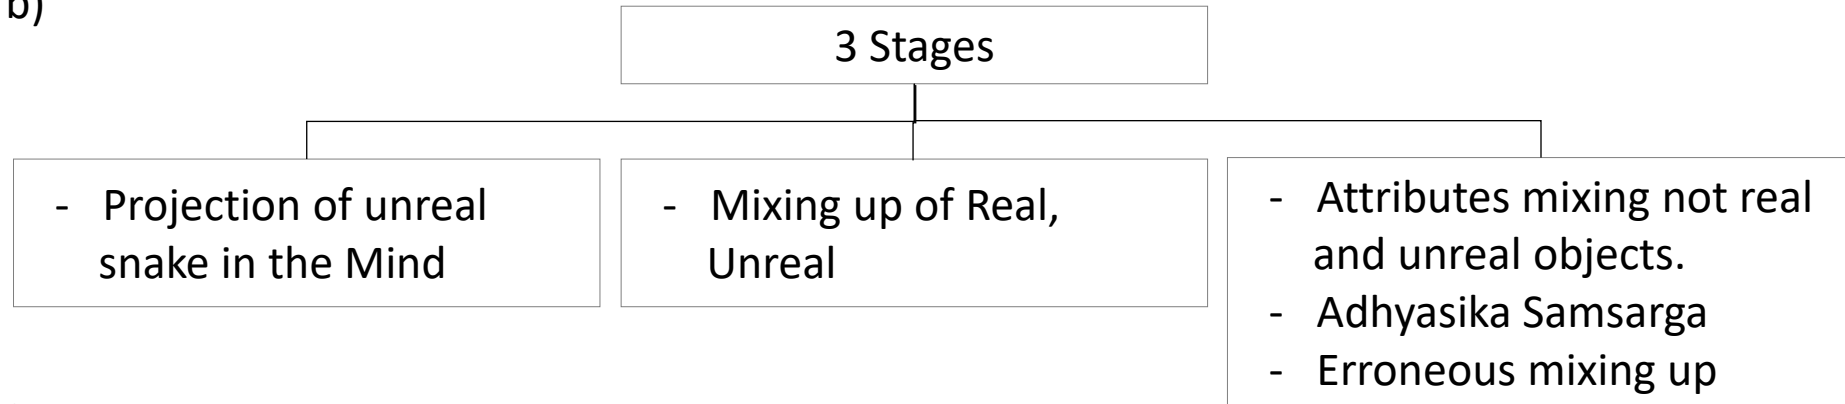 b)
3 Stages
- Projection of unreal
snake in the Mind
- Mixing up of Real,
Unreal
- Attributes mixing not real
and unreal objects.
- Adhyasika Samsarga
- Erroneous mixing up